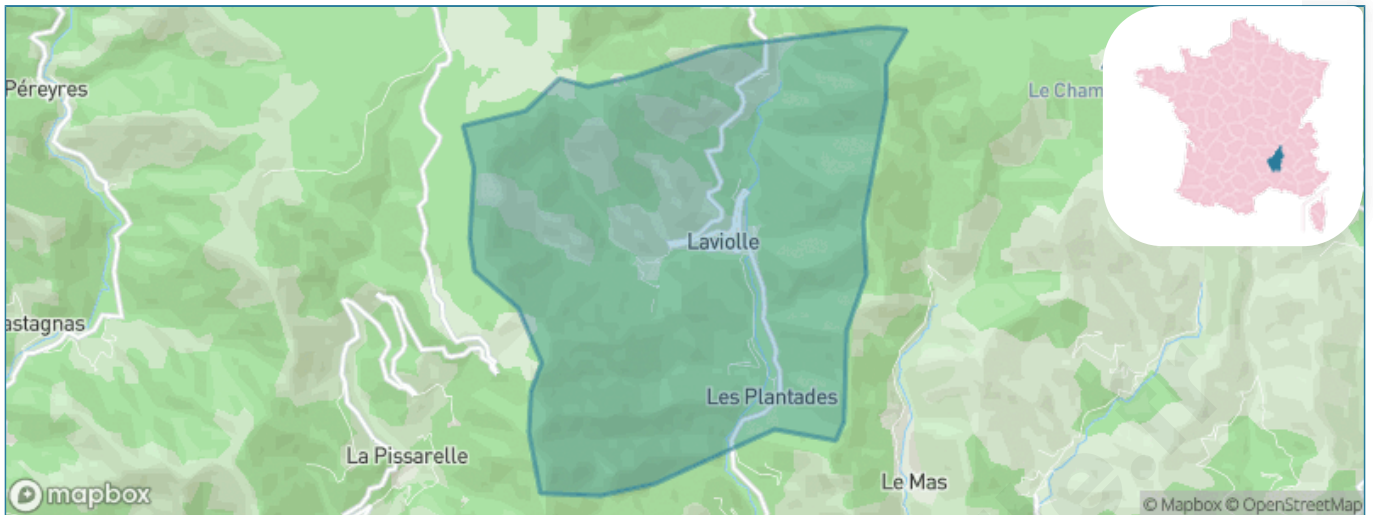 Péreyres
Le Cham
Laviolle
astagnas
Les Plantades
La Pissarelle
Le Mas
mapbox
© Mapbox © OpenStreetMap